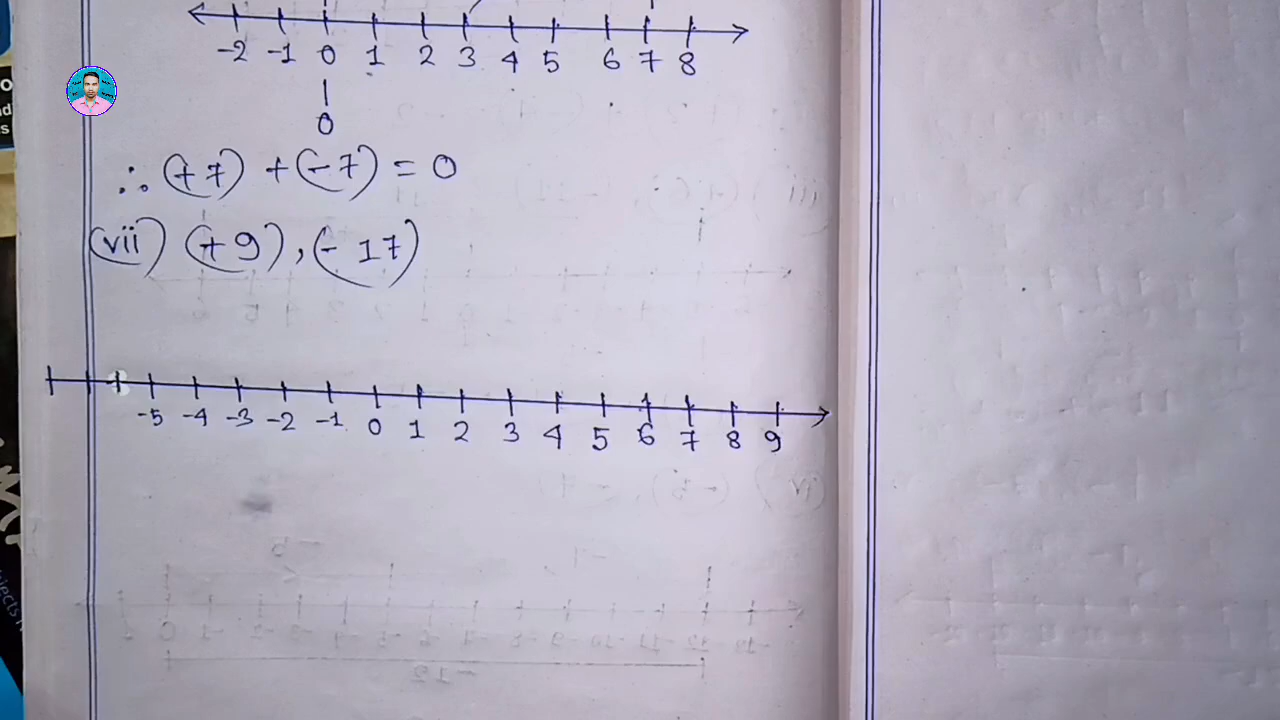 -2 -1 0 1 2 3 4 5 6 7 8
0
∴ (+7) + (-7) = 0
(vii) (+9), (- 17)
-5 -4 -3 -2 -1 0 1 2 3 4 5 6 7 8 9